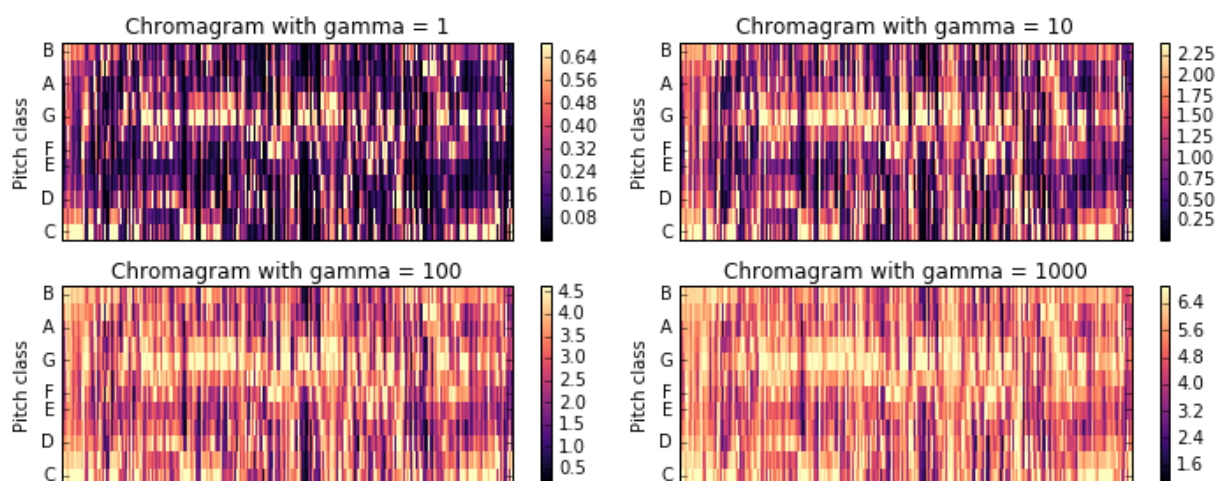 Chromagram with gamma = 1
Pitch class
B
A
G
F
E
D
C
0.64
0.56
0.48
0.40
0.32
0.24
0.16
0.08
Chromagram with gamma = 10
Pitch class
B
A
G
F
E
D
C
2.25
2.00
1.75
1.50
1.25
1.00
0.75
0.50
0.25
Chromagram with gamma = 100
Pitch class
B
A
G
F
E
D
C
4.5
4.0
3.5
3.0
2.5
2.0
1.5
1.0
0.5
Chromagram with gamma = 1000
Pitch class
B
A
G
F
E
D
C
6.4
5.6
4.8
4.0
3.2
2.4
1.6